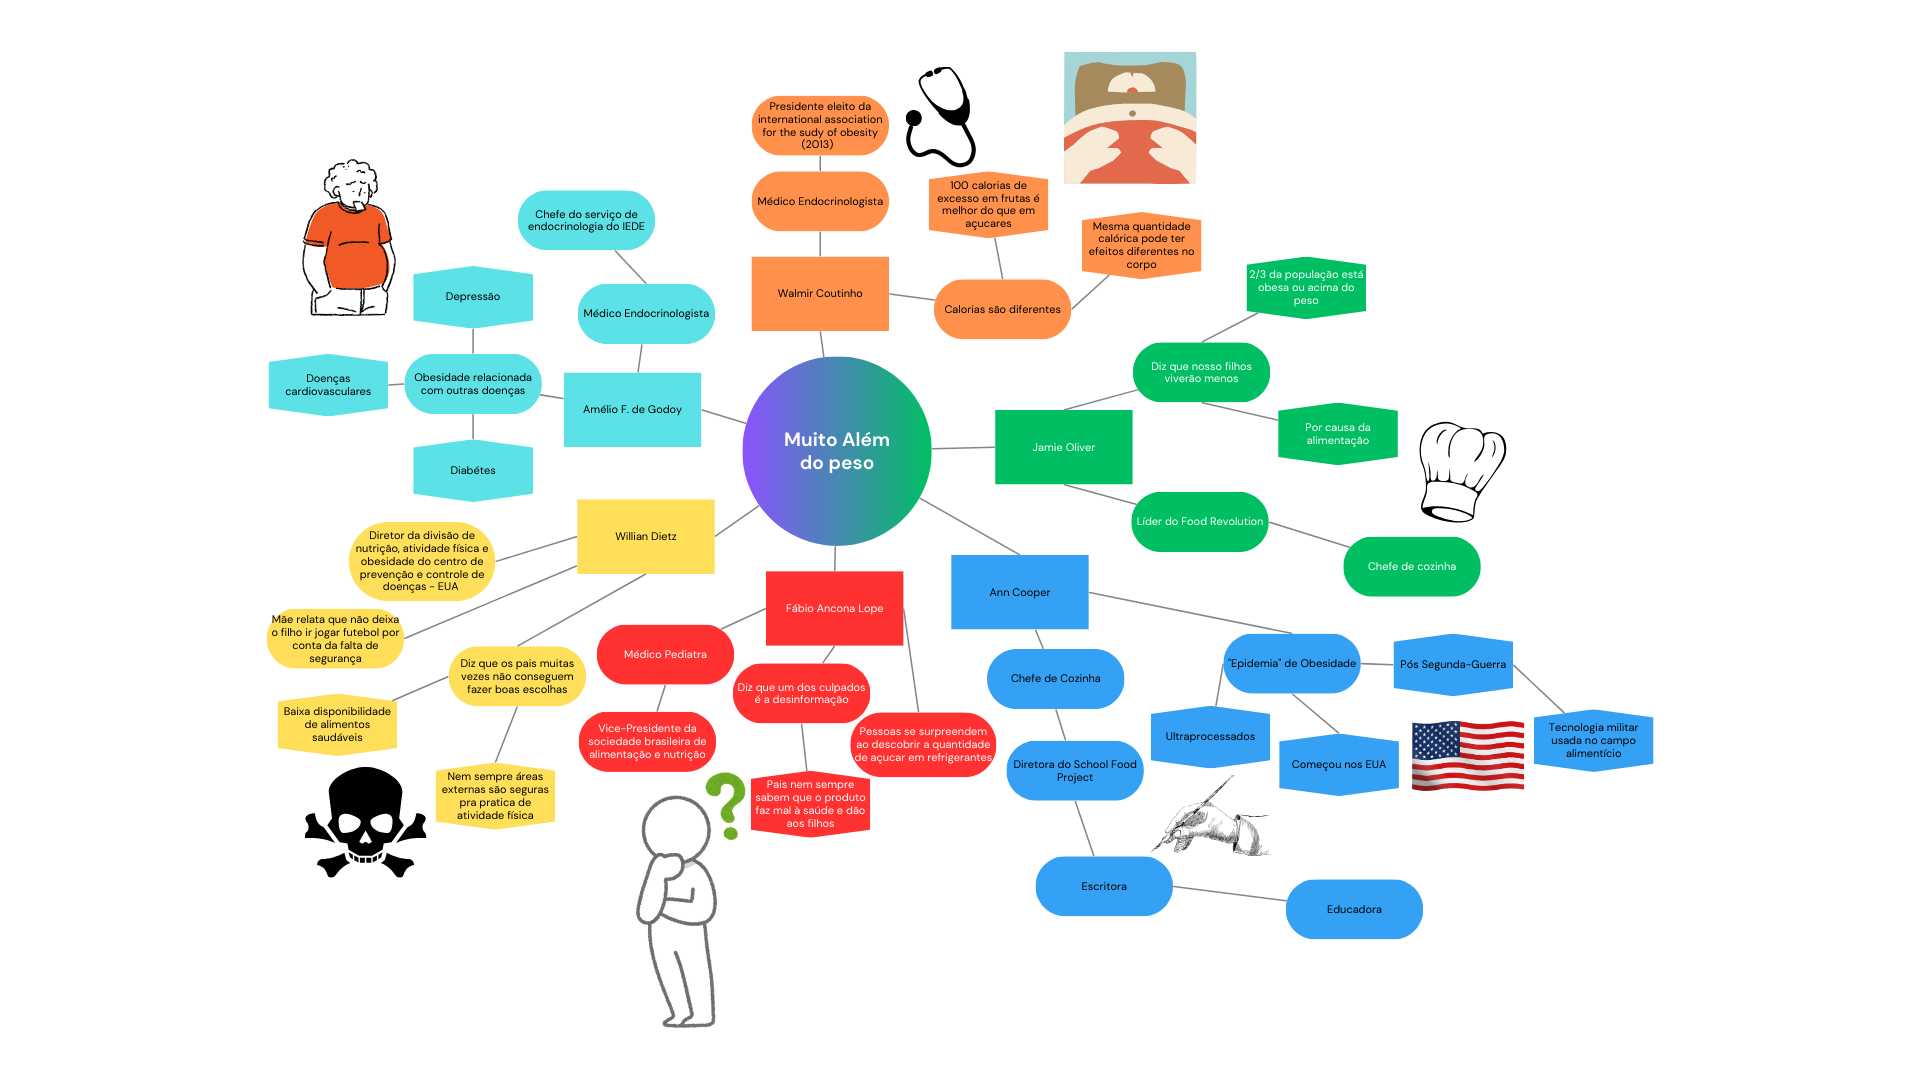 Muito Além
do peso
Walmir Coutinho
Médico Endocrinologista
Presidente eleito da
international association
for the sudy of obesity
(2013)
Calorias são diferentes
100 calorias de
excesso em frutas é
melhor do que em
açucares
Mesma quantidade
calórica pode ter
efeitos diferentes no
corpo
Jamie Oliver
Diz que nosso filhos
viverão menos
2/3 da população está
obesa ou acima do
peso
Por causa da
alimentação
Líder do Food Revolution
Chefe de cozinha
Ann Cooper
"Epidemia" de Obesidade
Pós Segunda-Guerra
Tecnologia militar
usada no campo
alimentício
Ultraprocessados
Começou nos EUA
Chefe de Cozinha
Diretora do School Food
Project
Escritora
Educadora
Fábio Ancona Lope
Médico Pediatra
Vice-Presidente da
sociedade brasileira de
alimentação e nutrição
Diz que um dos culpados
é a desinformação
Pais nem sempre
sabem que o produto
faz mal à saúde e dão
aos filhos
Pessoas se surpreendem
ao descobrir a quantidade
de açucar em refrigerantes
Willian Dietz
Diretor da divisão de
nutrição, atividade física e
obesidade do centro de
prevenção e controle de
doenças - EUA
Mãe relata que não deixa
o filho ir jogar futebol por
conta da falta de
segurança
Diz que os pais muitas
vezes não conseguem
fazer boas escolhas
Baixa disponibilidade
de alimentos
saudáveis
Nem sempre áreas
externas são seguras
pra pratica de
atividade física
Amélio F. de Godoy
Médico Endocrinologista
Chefe do serviço de
endocrinologia do IEDE
Obesidade relacionada
com outras doenças
Depressão
Doenças
cardiovasculares
Diabétes
?